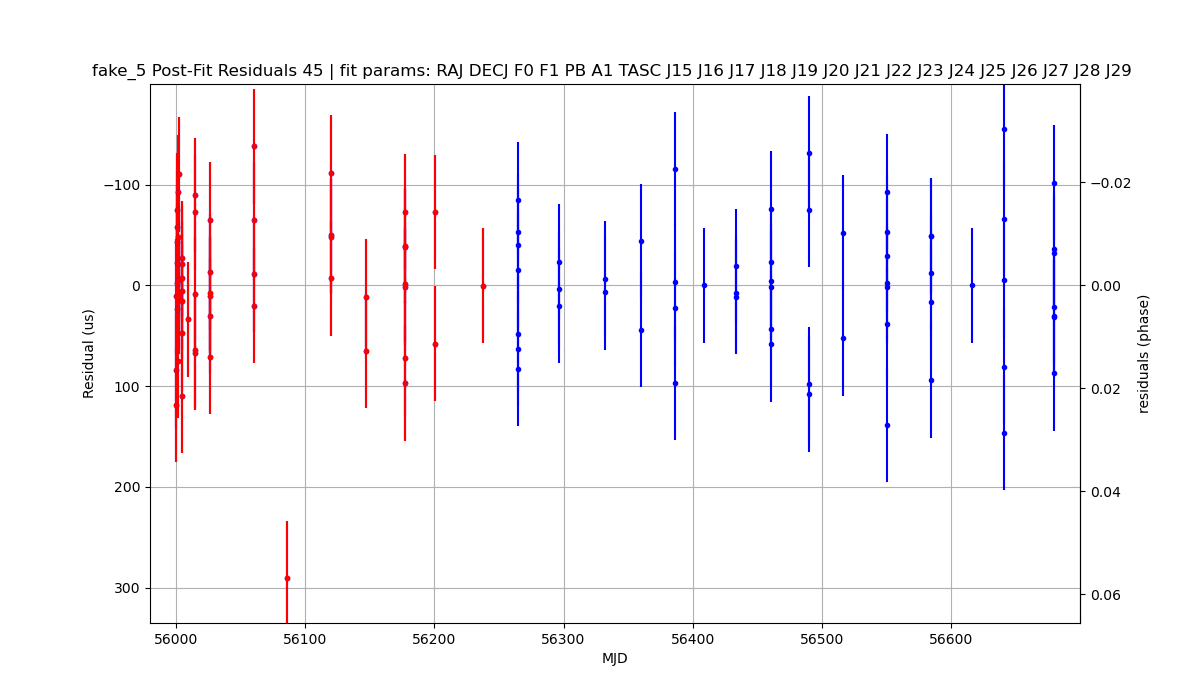 fake_5 Post-Fit Residuals 45 | fit params: RAJ DECJ F0 F1 PB A1 TASC J15 J16 J17 J18 J19 J20 J21 J22 J23 J24 J25 J26 J27 J28 J29
−100
0
100
200
300
Residual (us)
−0.02
0.00
0.02
0.04
0.06
residuals (phase)
56000 56100 56200 56300 56400 56500 56600
MJD